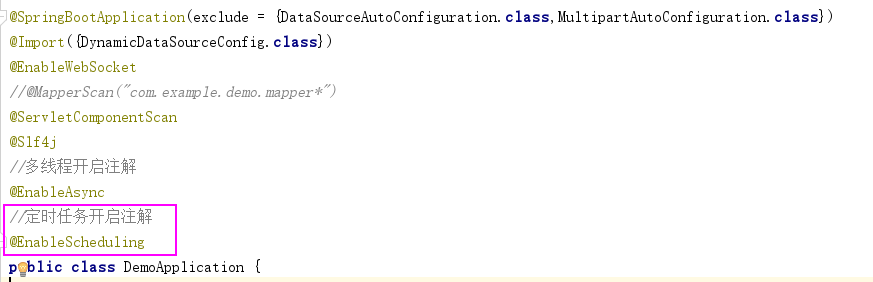 @SpringBootApplication(exclude = {DataSourceAutoConfiguration.class,MultipartAutoConfiguration.class})
@Import({DynamicDataSourceConfig.class})
@EnableWebSocket
//@MapperScan("com.example.demo.mapper*")
@ServletComponentScan
@Slf4j
//多线程开启注解
@EnableAsync
//定时任务开启注解
@EnableScheduling
public class DemoApplication {